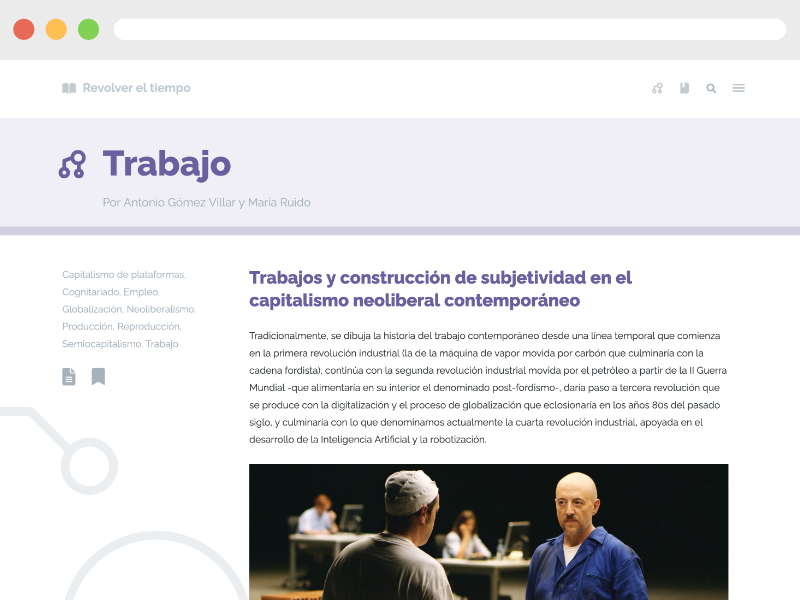 Revolver el tiempo
Trabajo
Por Antonio Gómez Villar y María Ruido
Capitalismo de plataformas,
Cognitariado, Empleo,
Globalización, Neoliberalismo,
Producción, Reproducción,
Semiocapitalismo, Trabajo
Trabajos y construcción de subjetividad en el
capitalismo neoliberal contemporáneo
Tradicionalmente, se dibuja la historia del trabajo contemporáneo desde una línea temporal que comienza
en la primera revolución industrial (la de la máquina de vapor movida por carbón que culminaría con la
cadena fordista), continúa con la segunda revolución industrial movida por el petróleo a partir de la II Guerra
Mundial -que alimentaría en su interior el denominado post-fordismo-, daría paso a tercera revolución que
se produce con la digitalización y el proceso de globalización que eclosionaría en los años 80s del pasado
siglo, y culminaría con lo que denominamos actualmente la cuarta revolución industrial, apoyada en el
desarrollo de la Inteligencia Artificial y la robotización.